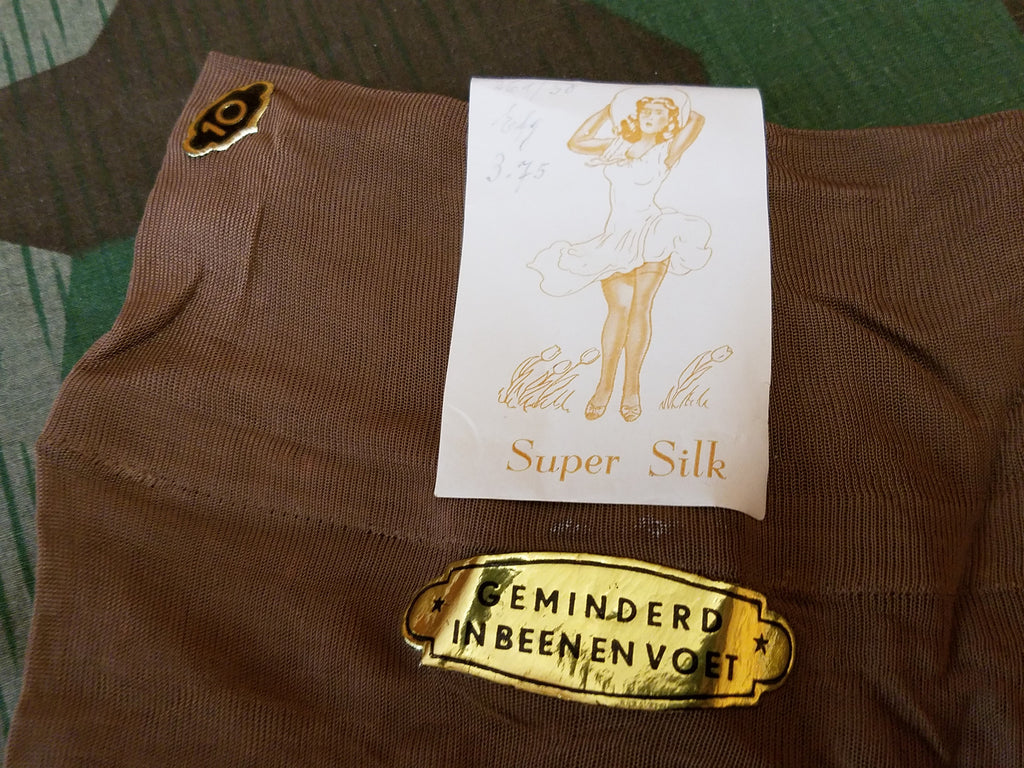 10
3.75
Super Silk
GEMINDERD
IN BEEN EN VOET